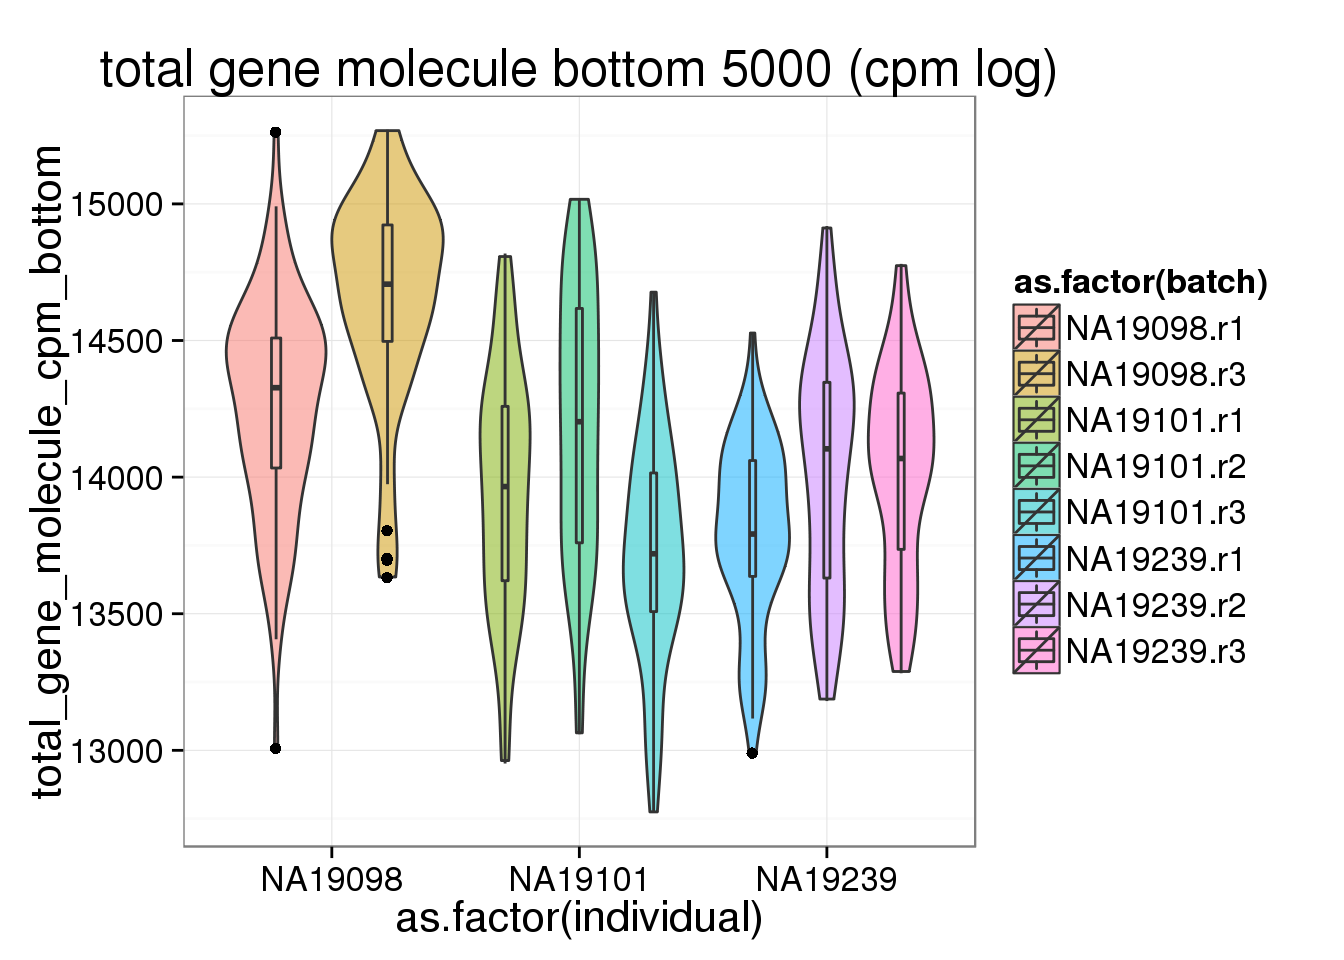 total gene molecule bottom 5000 (cpm log)
total_gene_molecule_cpm_bottom
15000
14500
14000
13500
13000
NA19098
NA19101
NA19239
as.factor(individual)
as.factor(batch)
NA19098.r1
NA19098.r3
NA19101.r1
NA19101.r2
NA19101.r3
NA19239.r1
NA19239.r2
NA19239.r3